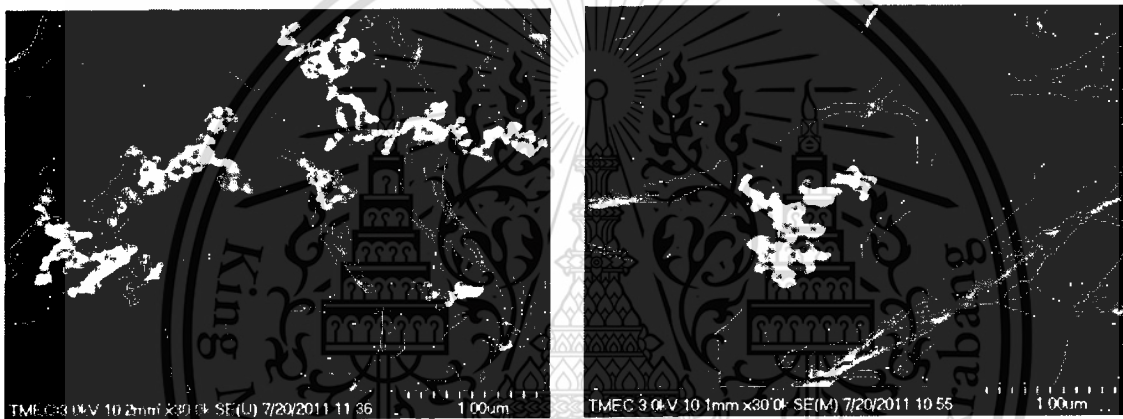 TMEC 3.0kV 10.2mm x30.0k SE(U) 7/20/2011 11:36 1.00um
TMEC 3.0kV 10.1mm x30.0k SE(M) 7/20/2011 10:55 1.00um
King
rabang